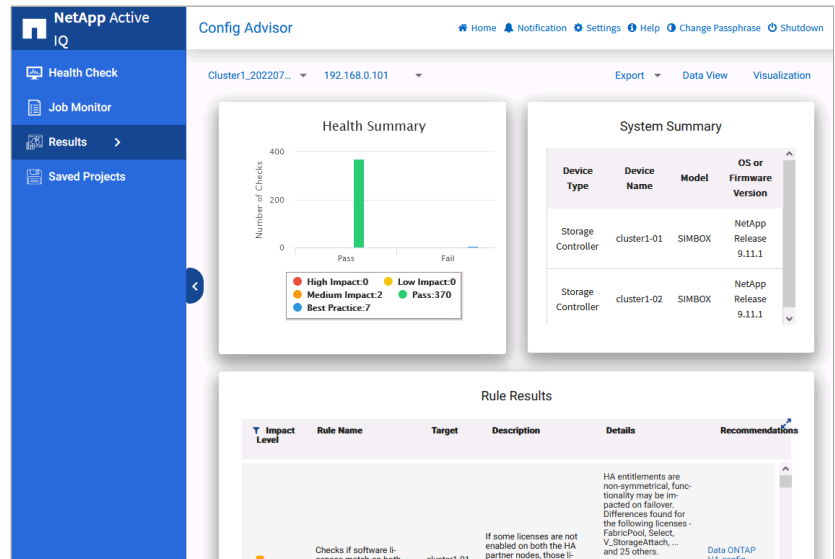 NetApp Active
IQ
Config Advisor
Home Notification Settings Help Change Passphrase Shutdown
Health Check
Job Monitor
Results
Saved Projects
Cluster1_202207... 192.168.0.101
Export Data View Visualization
Health Summary
Number of Checks
400
200
0
Pass Fail
High Impact:0 Low Impact:0
Medium Impact:2 Pass:370
Best Practice:7
System Summary
Device Type Device Name Model OS or Firmware Version
Storage Controller cluster1-01 SIMBOX NetApp Release 9.11.1
Storage Controller cluster1-02 SIMBOX NetApp Release 9.11.1
Rule Results
Impact Level Rule Name Target Description Details Recommendations
HA entitlements are
non-symmetrical, func-
tionality may be im-
pacted on failover.
Differences found for
the following licenses -
FabricPool, Select,
V_StorageAttach, ...
and 25 others.
If some licenses are not
enabled on both the HA
partner nodes, those li-
Checks if software li-
cluster1-01
Data ONTAP